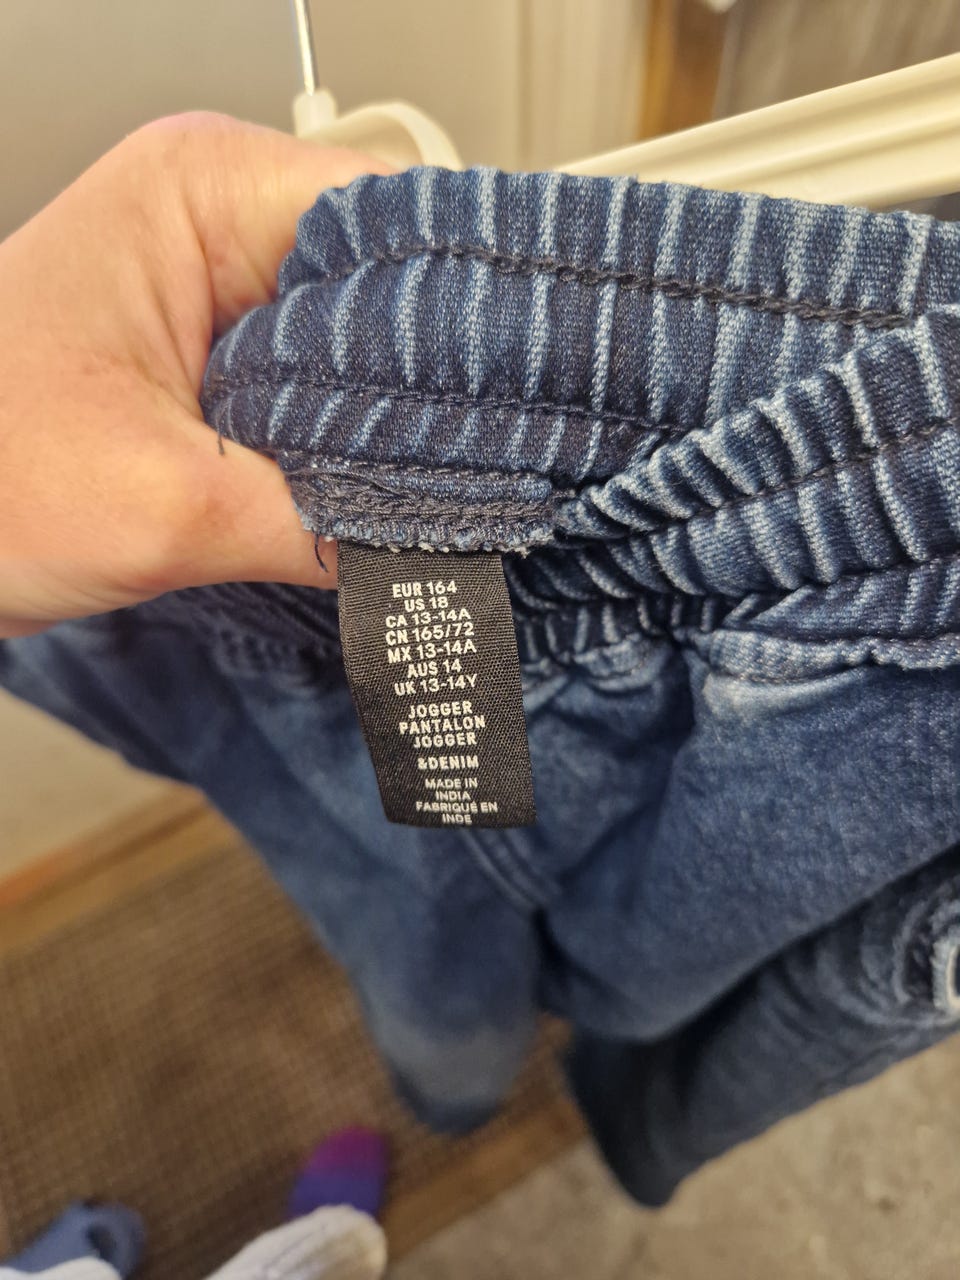 EUR 164
US 18
CA 13-14A
CN 165/72
MX 13-14A
AUS 14
UK 13-14Y
JOGGER
PANTALON
JOGGER
&DENIM
MADE IN
INDIA
FABRIQUÉ EN
INDE